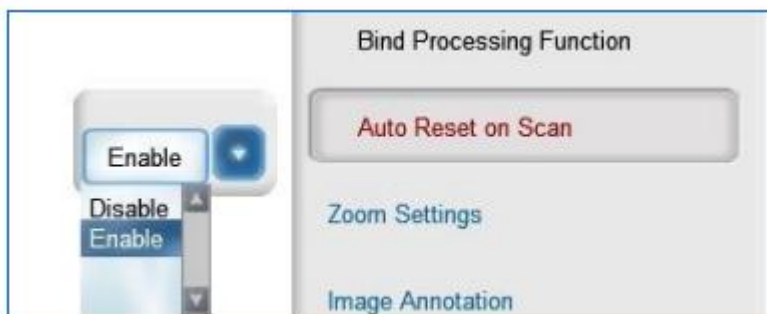 Bind Processing Function
Auto Reset on Scan
Enable
Disable
Enable
Zoom Settings
Image Annotation